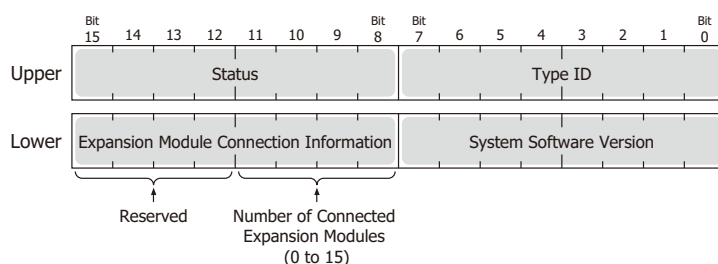 Bit Bit Bit Bit
15 14 13 12 11 10 9 8 7 6 5 4 3 2 1 0
Upper Status Type ID
Lower Expansion Module Connection Information System Software Version
Reserved Number of Connected
Expansion Modules
(0 to 15)